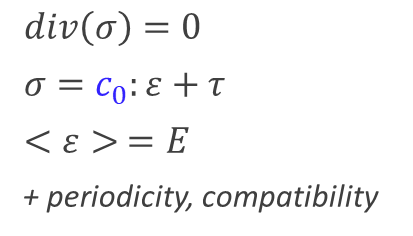 div(σ) = 0
σ = c₀: ε + τ
< ε > = E
+ periodicity, compatibility